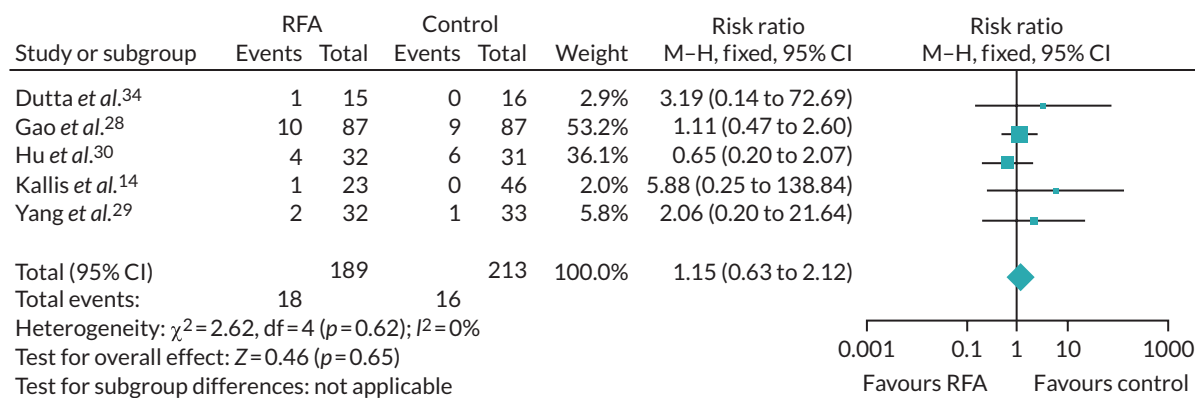 RFA Control Risk ratio Risk ratio
Study or subgroup Events Total Events Total Weight M–H, fixed, 95% CI M–H, fixed, 95% CI
Dutta et al.34 1 15 0 16 2.9% 3.19 (0.14 to 72.69)
Gao et al.28 10 87 9 87 53.2% 1.11 (0.47 to 2.60)
Hu et al.30 4 32 6 31 36.1% 0.65 (0.20 to 2.07)
Kallis et al.14 1 23 0 46 2.0% 5.88 (0.25 to 138.84)
Yang et al.29 2 32 1 33 5.8% 2.06 (0.20 to 21.64)
Total (95% CI) 189 213 100.0% 1.15 (0.63 to 2.12)
Total events: 18 16
Heterogeneity: χ2=2.62, df=4 (p=0.62); I2=0%
Test for overall effect: Z=0.46 (p=0.65)
Test for subgroup differences: not applicable
0.001 0.1 1 10 1000
Favours RFA Favours control